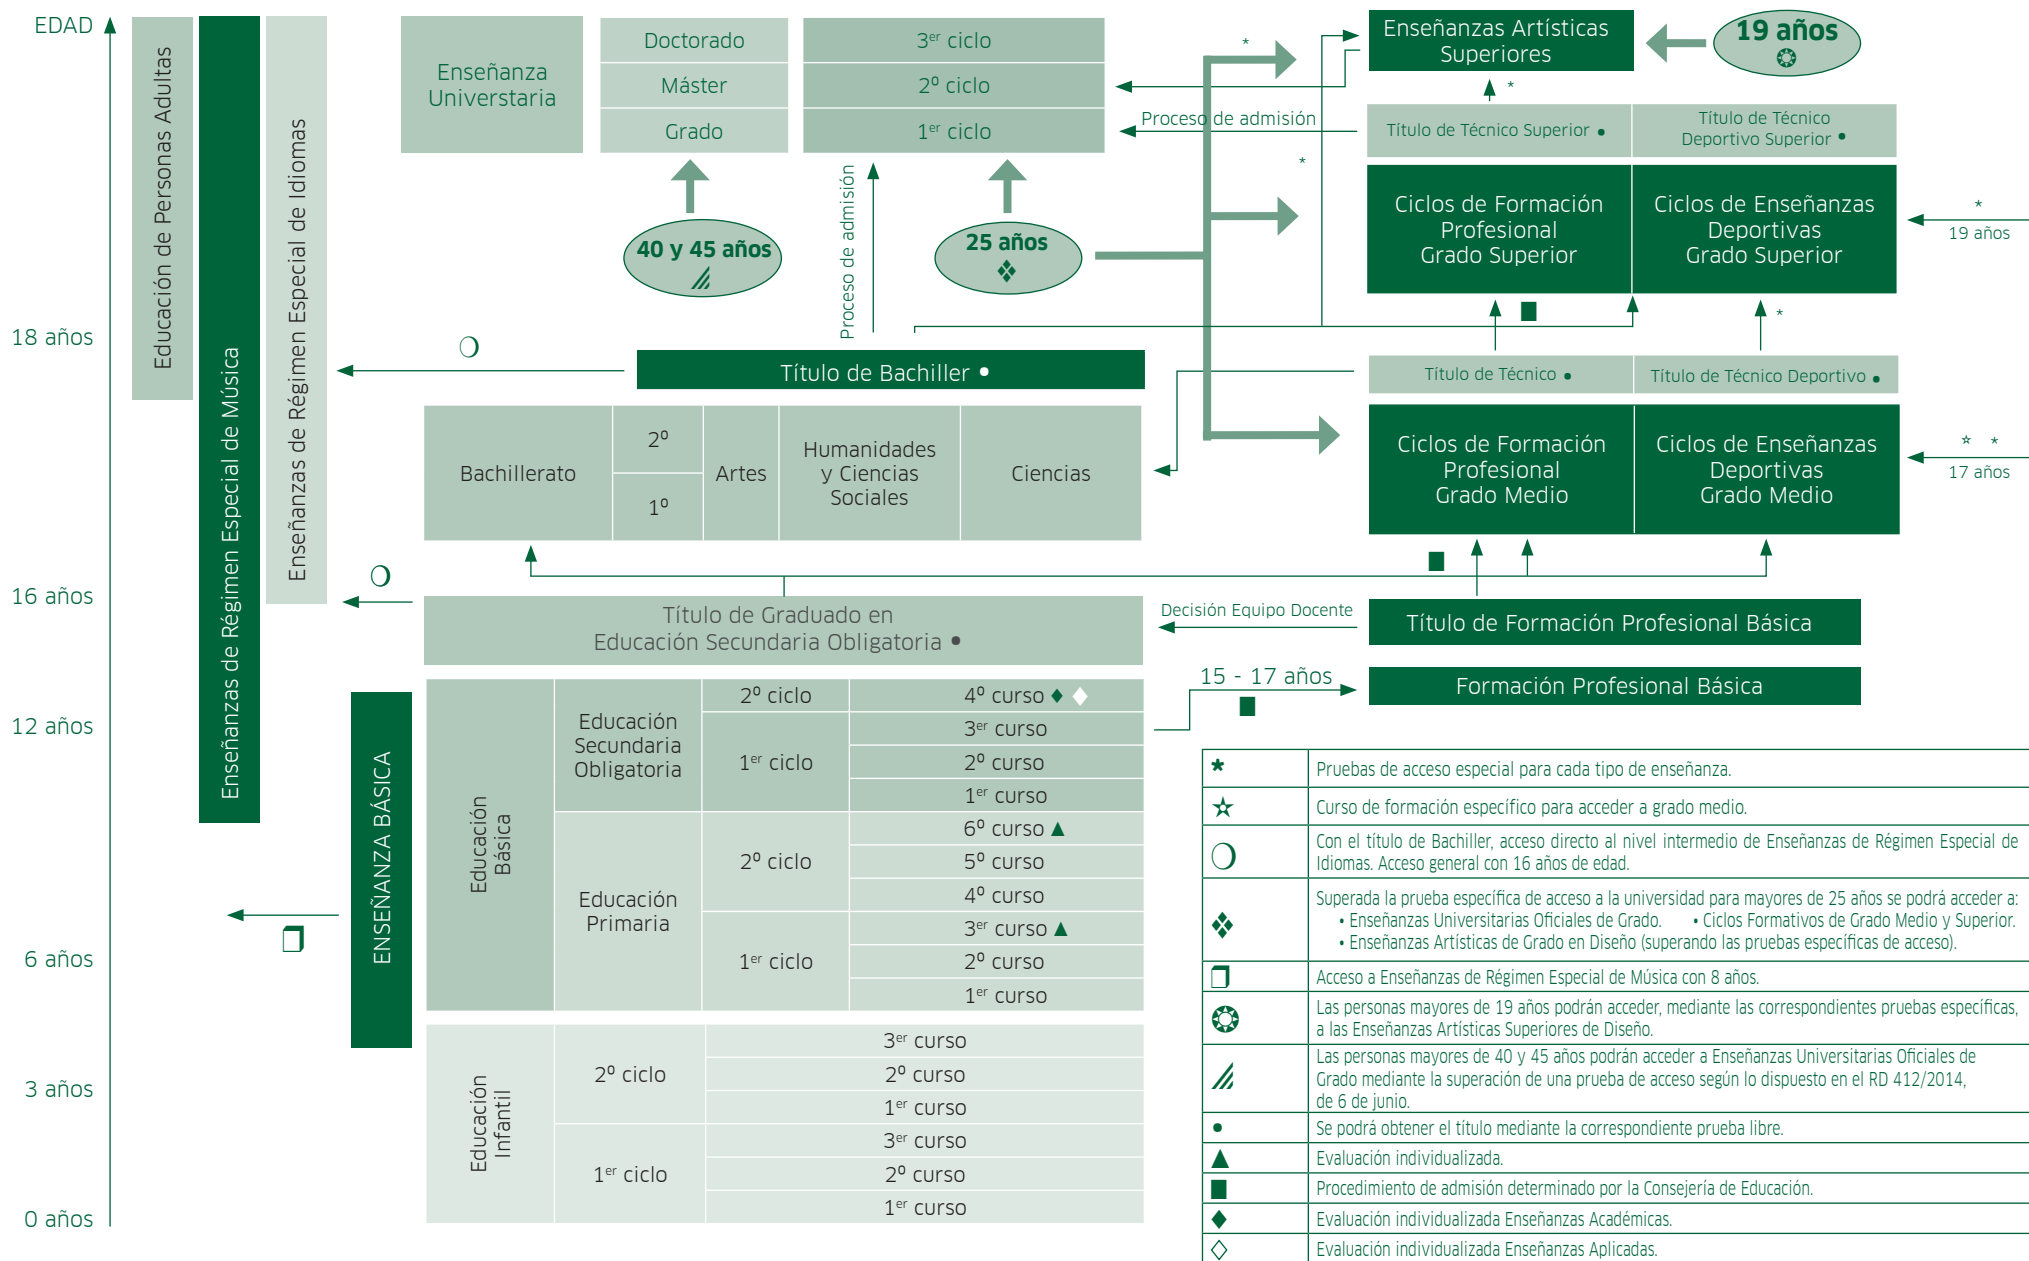 EDAD
18 años
16 años
12 años
6 años
3 años
0 años
Educación de Personas Adultas
Enseñanzas de Régimen Especial de Música
Enseñanzas de Régimen Especial de Idiomas
ENSEÑANZA BÁSICA
Enseñanza
Universtaria
Doctorado
Máster
Grado
3er ciclo
2º ciclo
1er ciclo
40 y 45 años
25 años
Proceso de admisión
Proceso de admisión
*
*
Enseñanzas Artísticas
Superiores
19 años
*
Título de Técnico Superior •
Título de Técnico
Deportivo Superior •
Ciclos de Formación
Profesional
Grado Superior
Ciclos de Enseñanzas
Deportivas
Grado Superior
*
19 años
*
Título de Bachiller •
Título de Técnico •
Título de Técnico Deportivo •
Bachillerato
2º
1º
Artes
Humanidades
y Ciencias
Sociales
Ciencias
Ciclos de Formación
Profesional
Grado Medio
Ciclos de Enseñanzas
Deportivas
Grado Medio
☆ *
17 años
Título de Graduado en
Educación Secundaria Obligatoria •
Decisión Equipo Docente
Título de Formación Profesional Básica
15 - 17 años
Formación Profesional Básica
Educación
Básica
Educación
Secundaria
Obligatoria
2º ciclo
4º curso ♦ ◆
1er ciclo
3er curso
2º curso
1er curso
Educación
Primaria
2º ciclo
6º curso ▲
5º curso
4º curso
1er ciclo
3er curso ▲
2º curso
1er curso
Educación
Infantil
2º ciclo
3er curso
2º curso
1er curso
1er ciclo
3er curso
2º curso
1er curso
* Pruebas de acceso especial para cada tipo de enseñanza.
☆ Curso de formación específico para acceder a grado medio.
❍ Con el título de Bachiller, acceso directo al nivel intermedio de Enseñanzas de Régimen Especial de
Idiomas. Acceso general con 16 años de edad.
❖ Superada la prueba específica de acceso a la universidad para mayores de 25 años se podrá acceder a:
• Enseñanzas Universitarias Oficiales de Grado. • Ciclos Formativos de Grado Medio y Superior.
• Enseñanzas Artísticas de Grado en Diseño (superando las pruebas específicas de acceso).
❒ Acceso a Enseñanzas de Régimen Especial de Música con 8 años.
Las personas mayores de 19 años podrán acceder, mediante las correspondientes pruebas específicas,
a las Enseñanzas Artísticas Superiores de Diseño.
Las personas mayores de 40 y 45 años podrán acceder a Enseñanzas Universitarias Oficiales de
Grado mediante la superación de una prueba de acceso según lo dispuesto en el RD 412/2014,
de 6 de junio.
• Se podrá obtener el título mediante la correspondiente prueba libre.
▲ Evaluación individualizada.
■ Procedimiento de admisión determinado por la Consejería de Educación.
♦ Evaluación individualizada Enseñanzas Académicas.
◇ Evaluación individualizada Enseñanzas Aplicadas.